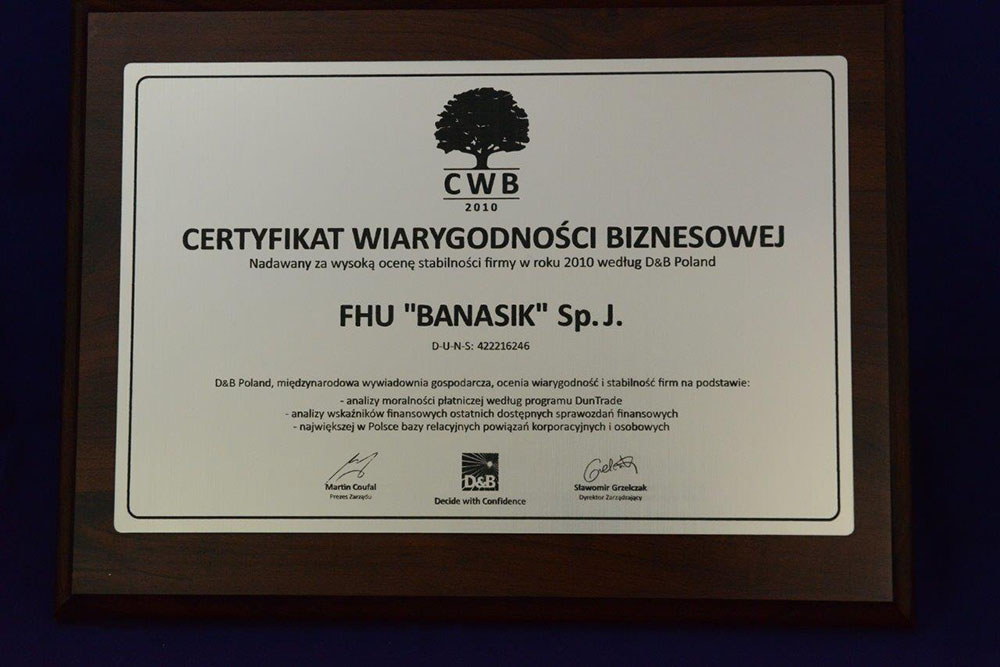 CWB
2010
CERTYFIKAT WIARYGODNOŚCI BIZNESOWEJ
Nadawany za wysoką ocenę stabilności firmy w roku 2010 według D&B Poland
FHU "BANASIK" Sp. J.
D-U-N-S: 422216246
D&B Poland, międzynarodowa wywiadownia gospodarcza, ocenia wiarygodność i stabilność firm na podstawie:
- analizy moralności płatniczej według programu DunTrade
- analizy wskaźników finansowych ostatnich dostępnych sprawozdań finansowych
- największej w Polsce bazy relacyjnych powiązań korporacyjnych i osobowych
Martin Coufal
Prezes Zarządu
D&B
Decide with Confidence
Sławomir Grzelczak
Dyrektor Zarządzający